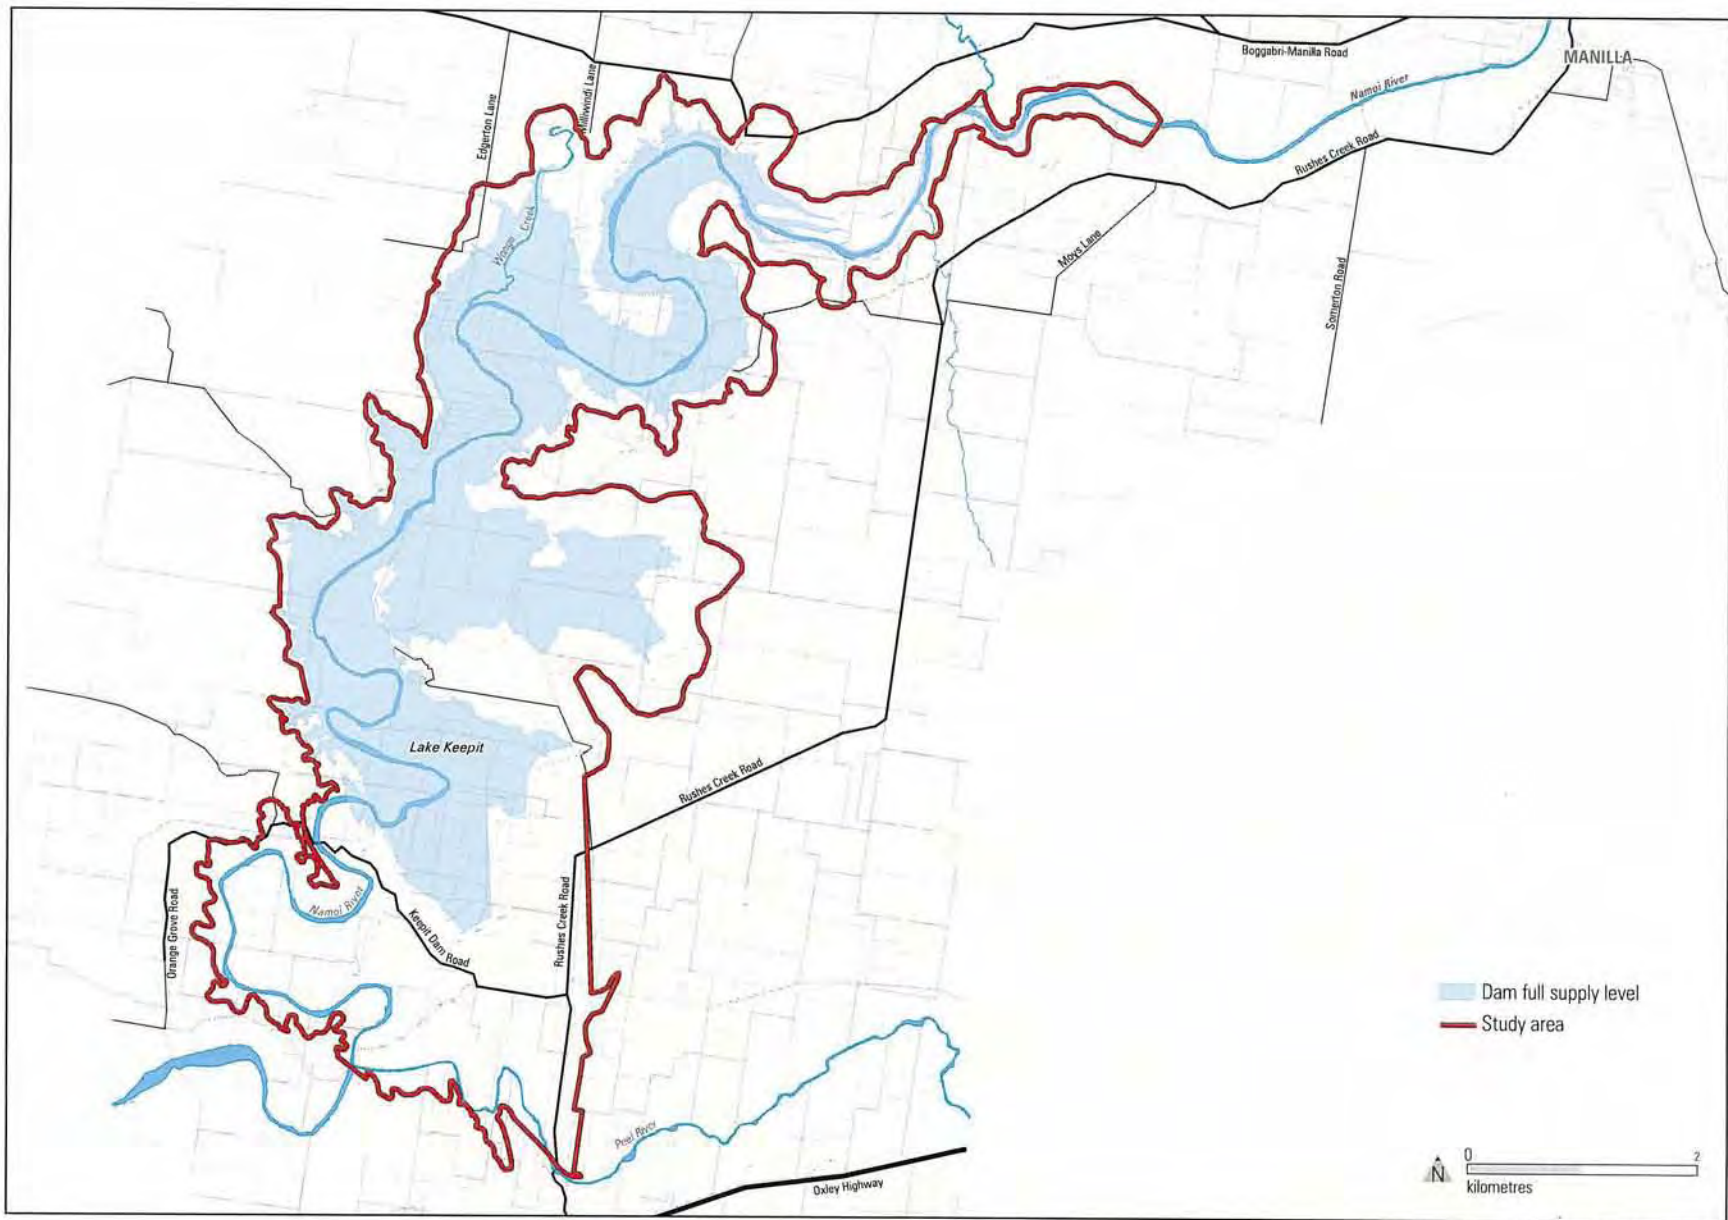 Boggabri-Manilla Road
MANILLA
Namoi River
Milliwindi Lane
Edgerton Lane
Rushes Creek Road
Wongo Creek
Moys Lane
Somerton Road
Lake Keepit
Rushes Creek Road
Namoi River
Orange Grove Road
Keepit Dam Road
Rushes Creek Road
Dam full supply level
Study area
Peel River
Oxley Highway
N
0 2
kilometres